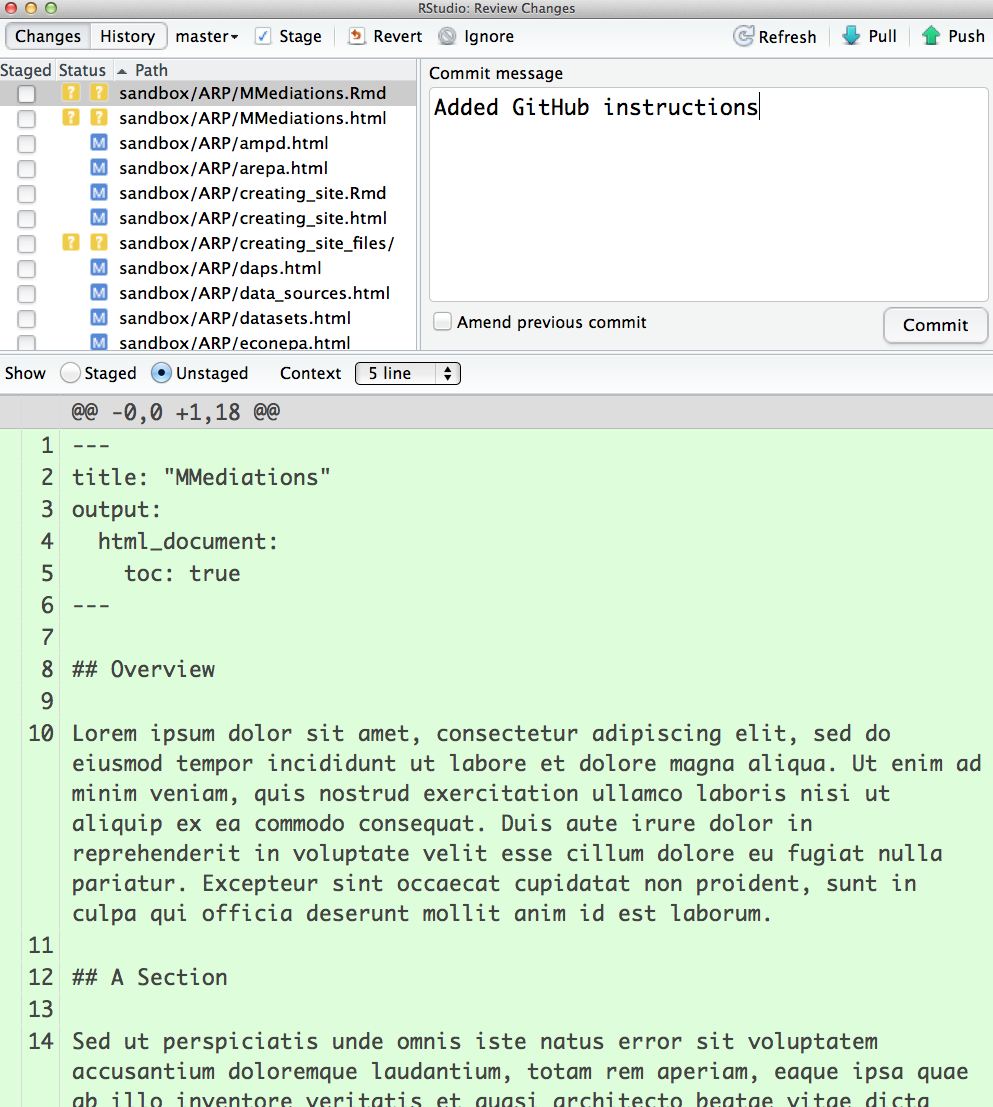 RStudio: Review Changes
Changes History master Stage Revert Ignore Refresh Pull Push
Staged Status Path
? ? sandbox/ARP/MMediations.Rmd
? ? sandbox/ARP/MMediations.html
M sandbox/ARP/ampd.html
M sandbox/ARP/arepa.html
M sandbox/ARP/creating_site.Rmd
M sandbox/ARP/creating_site.html
? ? sandbox/ARP/creating_site_files/
M sandbox/ARP/daps.html
M sandbox/ARP/data_sources.html
M sandbox/ARP/datasets.html
M sandbox/ARP/econepa.html
Commit message
Added GitHub instructions
Amend previous commit
Commit
Show Staged Unstaged Context 5 line
@@ -0,0 +1,18 @@
1 ---
2 title: "MMediations"
3 output:
4 html_document:
5 toc: true
6 ---
7
8 ## Overview
9
10 Lorem ipsum dolor sit amet, consectetur adipiscing elit, sed do
eiusmod tempor incididunt ut labore et dolore magna aliqua. Ut enim ad
minim veniam, quis nostrud exercitation ullamco laboris nisi ut
aliquip ex ea commodo consequat. Duis aute irure dolor in
reprehenderit in voluptate velit esse cillum dolore eu fugiat nulla
pariatur. Excepteur sint occaecat cupidatat non proident, sunt in
culpa qui officia deserunt mollit anim id est laborum.
11
12 ## A Section
13
14 Sed ut perspiciatis unde omnis iste natus error sit voluptatem
accusantium doloremque laudantium, totam rem aperiam, eaque ipsa quae
ab illo inventore veritatis et quasi architecto beatae vitae dicta